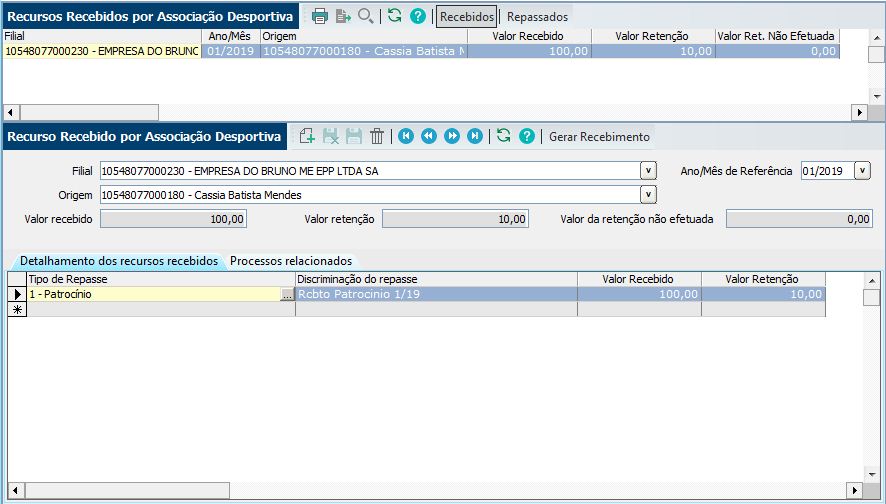 Recursos Recebidos por Associação Desportiva Recebidos Repassados
Filial Ano/Mês Origem Valor Recebido Valor Retenção Valor Ret. Não Efetuada
10548077000230 - EMPRESA DO BRUNO 01/2019 10548077000180 - Cassia Batista M 100,00 10,00 0,00
Recurso Recebido por Associação Desportiva Gerar Recebimento
Filial 10548077000230 - EMPRESA DO BRUNO ME EPP LTDA SA Ano/Mês de Referência 01/2019
Origem 10548077000180 - Cassia Batista Mendes
Valor recebido 100,00 Valor retenção 10,00 Valor da retenção não efetuada 0,00
Detalhamento dos recursos recebidos Processos relacionados
Tipo de Repasse Discriminação do repasse Valor Recebido Valor Retenção
1 - Patrocínio ... Rcbto Patrocinio 1/19 100,00 10,00